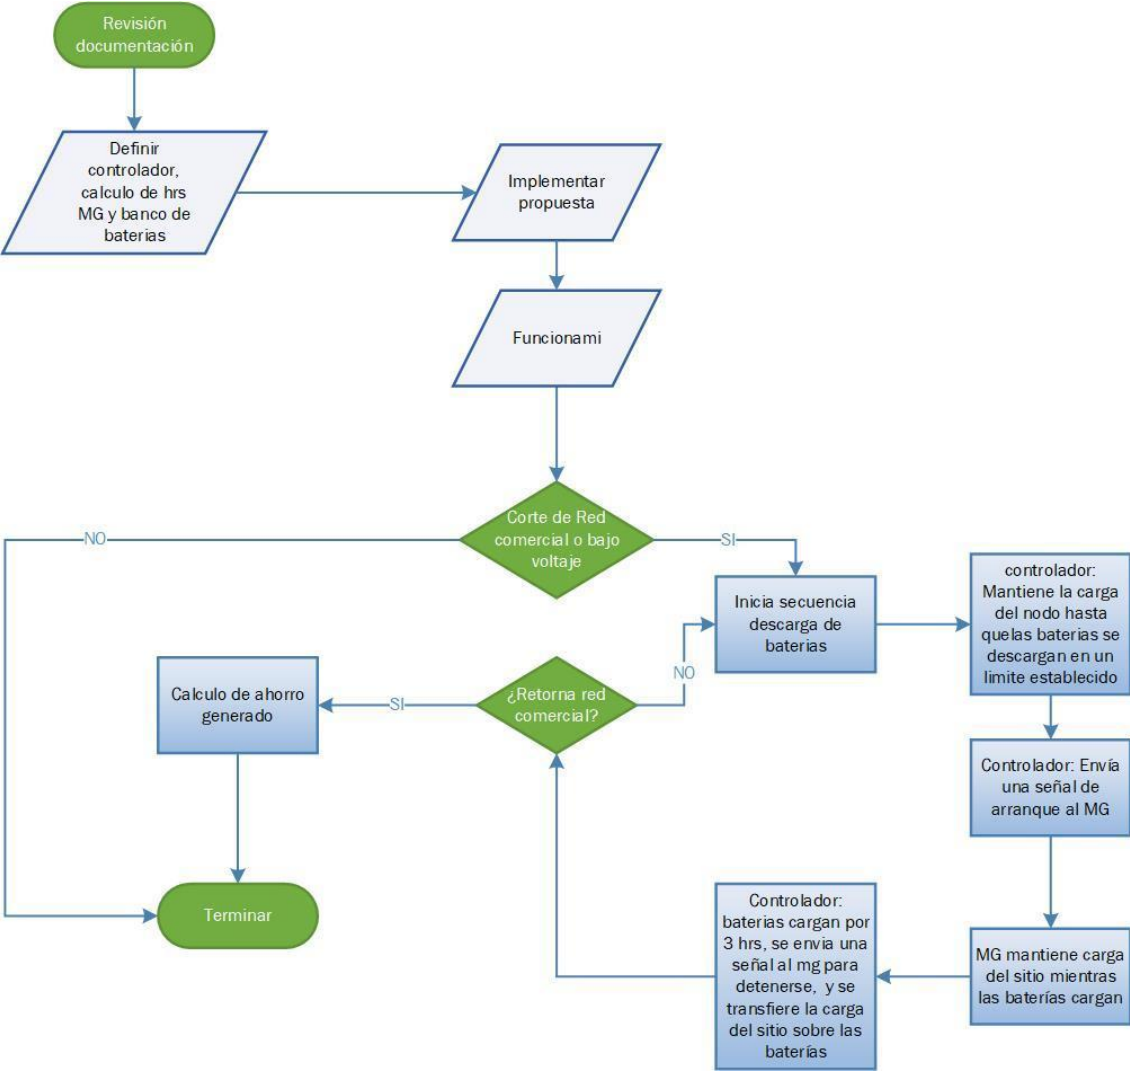 Revisión
documentación
Definir
controlador,
calculo de hrs
MG y banco de
baterias
Implementar
propuesta
Funcionami
Corte de Red
comercial o bajo
voltaje
NO
SI
Inicia secuencia
descarga de
baterias
controlador:
Mantiene la carga
del nodo hasta
quelas baterias se
descargan en un
limite establecido
Controlador: Envía
una señal de
arranque al MG
MG mantiene carga
del sitio mientras
las baterías cargan
Controlador:
baterias cargan por
3 hrs, se envia una
señal al mg para
detenerse, y se
transfiere la carga
del sitio sobre las
baterías
¿Retorna red
comercial?
NO
SI
Calculo de ahorro
generado
Terminar